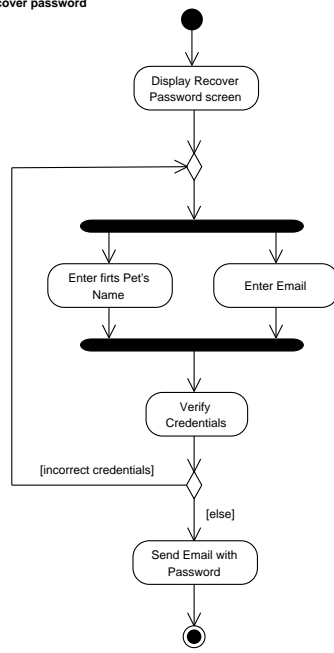 password
Display Recover
Password screen
Enter firts Pet's
Name
Enter Email
Verify
Credentials
[incorrect credentials]
[else]
Send Email with
Password